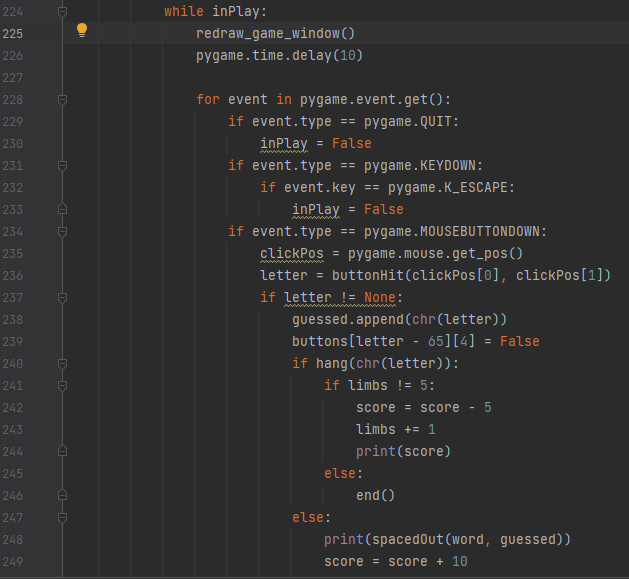 224 while inPlay:
225 redraw_game_window()
226 pygame.time.delay(10)
227
228 for event in pygame.event.get():
229 if event.type == pygame.QUIT:
230 inPlay = False
231 if event.type == pygame.KEYDOWN:
232 if event.key == pygame.K_ESCAPE:
233 inPlay = False
234 if event.type == pygame.MOUSEBUTTONDOWN:
235 clickPos = pygame.mouse.get_pos()
236 letter = buttonHit(clickPos[0], clickPos[1])
237 if letter != None:
238 guessed.append(chr(letter))
239 buttons[letter - 65][4] = False
240 if hang(chr(letter)):
241 if limbs != 5:
242 score = score - 5
243 limbs += 1
244 print(score)
245 else:
246 end()
247 else:
248 print(spacedOut(word, guessed))
249 score = score + 10